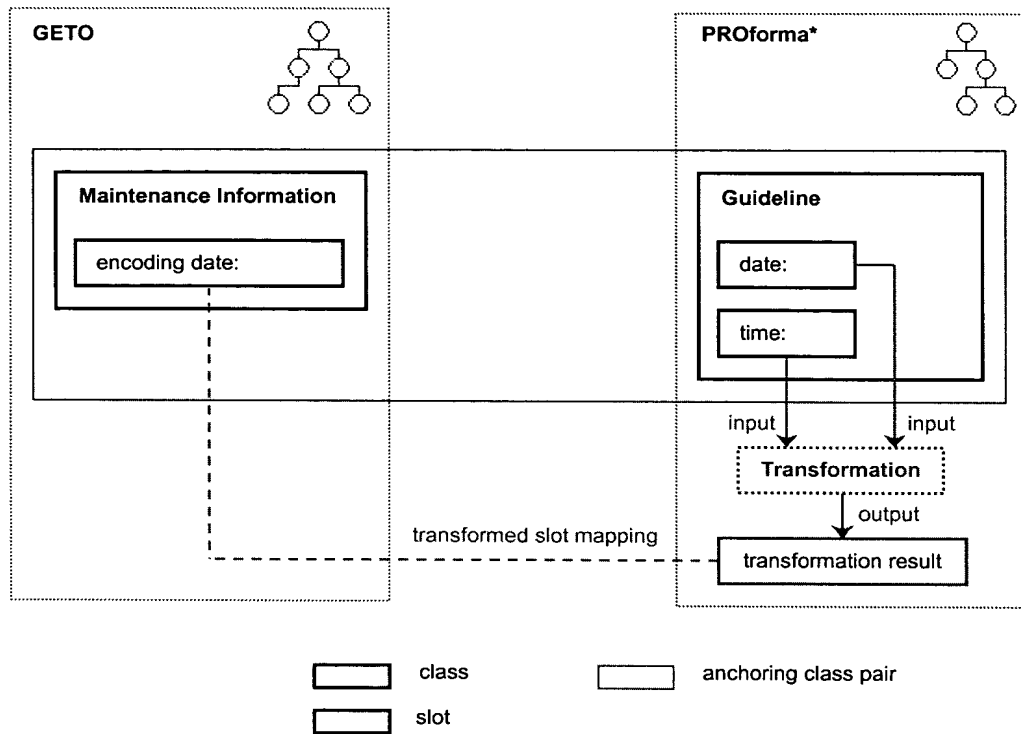 GETO
PROforma*
Maintenance Information
encoding date:
Guideline
date:
time:
input
input
Transformation
output
transformed slot mapping
transformation result
class
anchoring class pair
slot